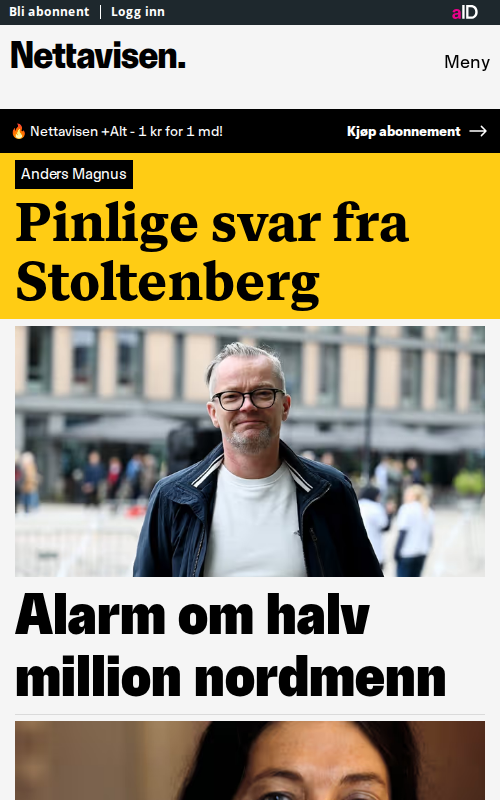 Bli abonnent | Logg inn
aID
Nettavisen.
Meny
🔥 Nettavisen +Alt - 1 kr for 1 md!
Kjøp abonnement →
Anders Magnus
Pinlige svar fra
Stoltenberg
Alarm om halv
million nordmenn